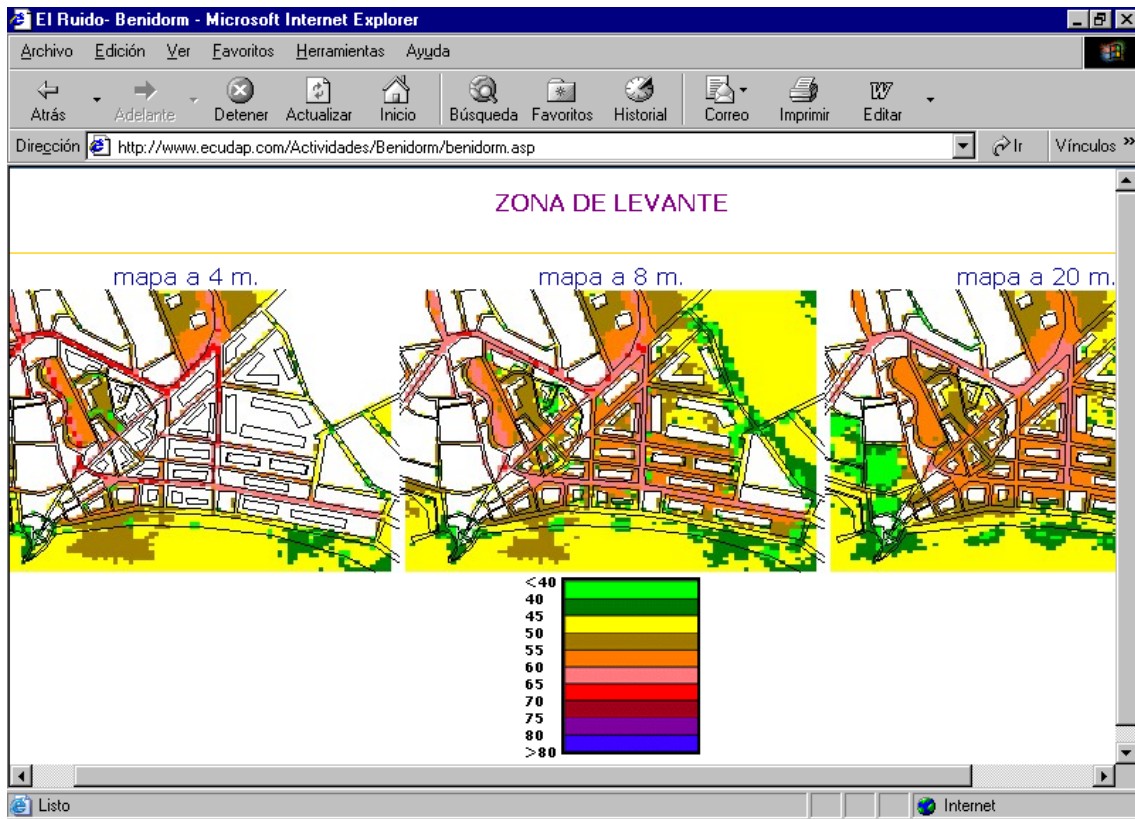 El Ruido- Benidorm - Microsoft Internet Explorer
Archivo Edición Ver Favoritos Herramientas Ayuda
Atrás Adelante Detener Actualizar Inicio Búsqueda Favoritos Historial Correo Imprimir Editar
Dirección http://www.ecudap.com/Actividades/Benidorm/benidorm.asp Ir Vínculos »
ZONA DE LEVANTE
mapa a 4 m. mapa a 8 m. mapa a 20 m.
<40
40
45
50
55
60
65
70
75
80
>80
Listo Internet